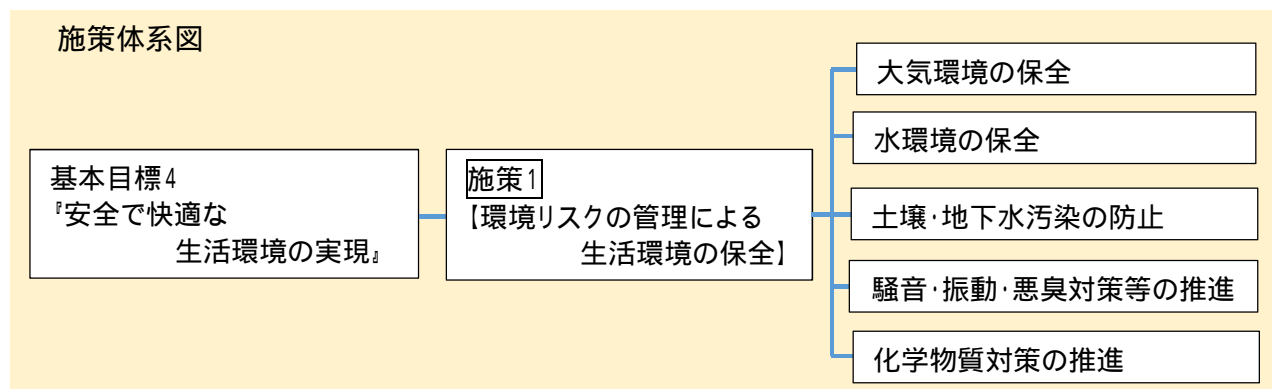 施策体系図
基本目標4
『安全で快適な
生活環境の実現』
施策1
【環境リスクの管理による
生活環境の保全】
大気環境の保全
水環境の保全
土壌・地下水汚染の防止
騒音・振動・悪臭対策等の推進
化学物質対策の推進